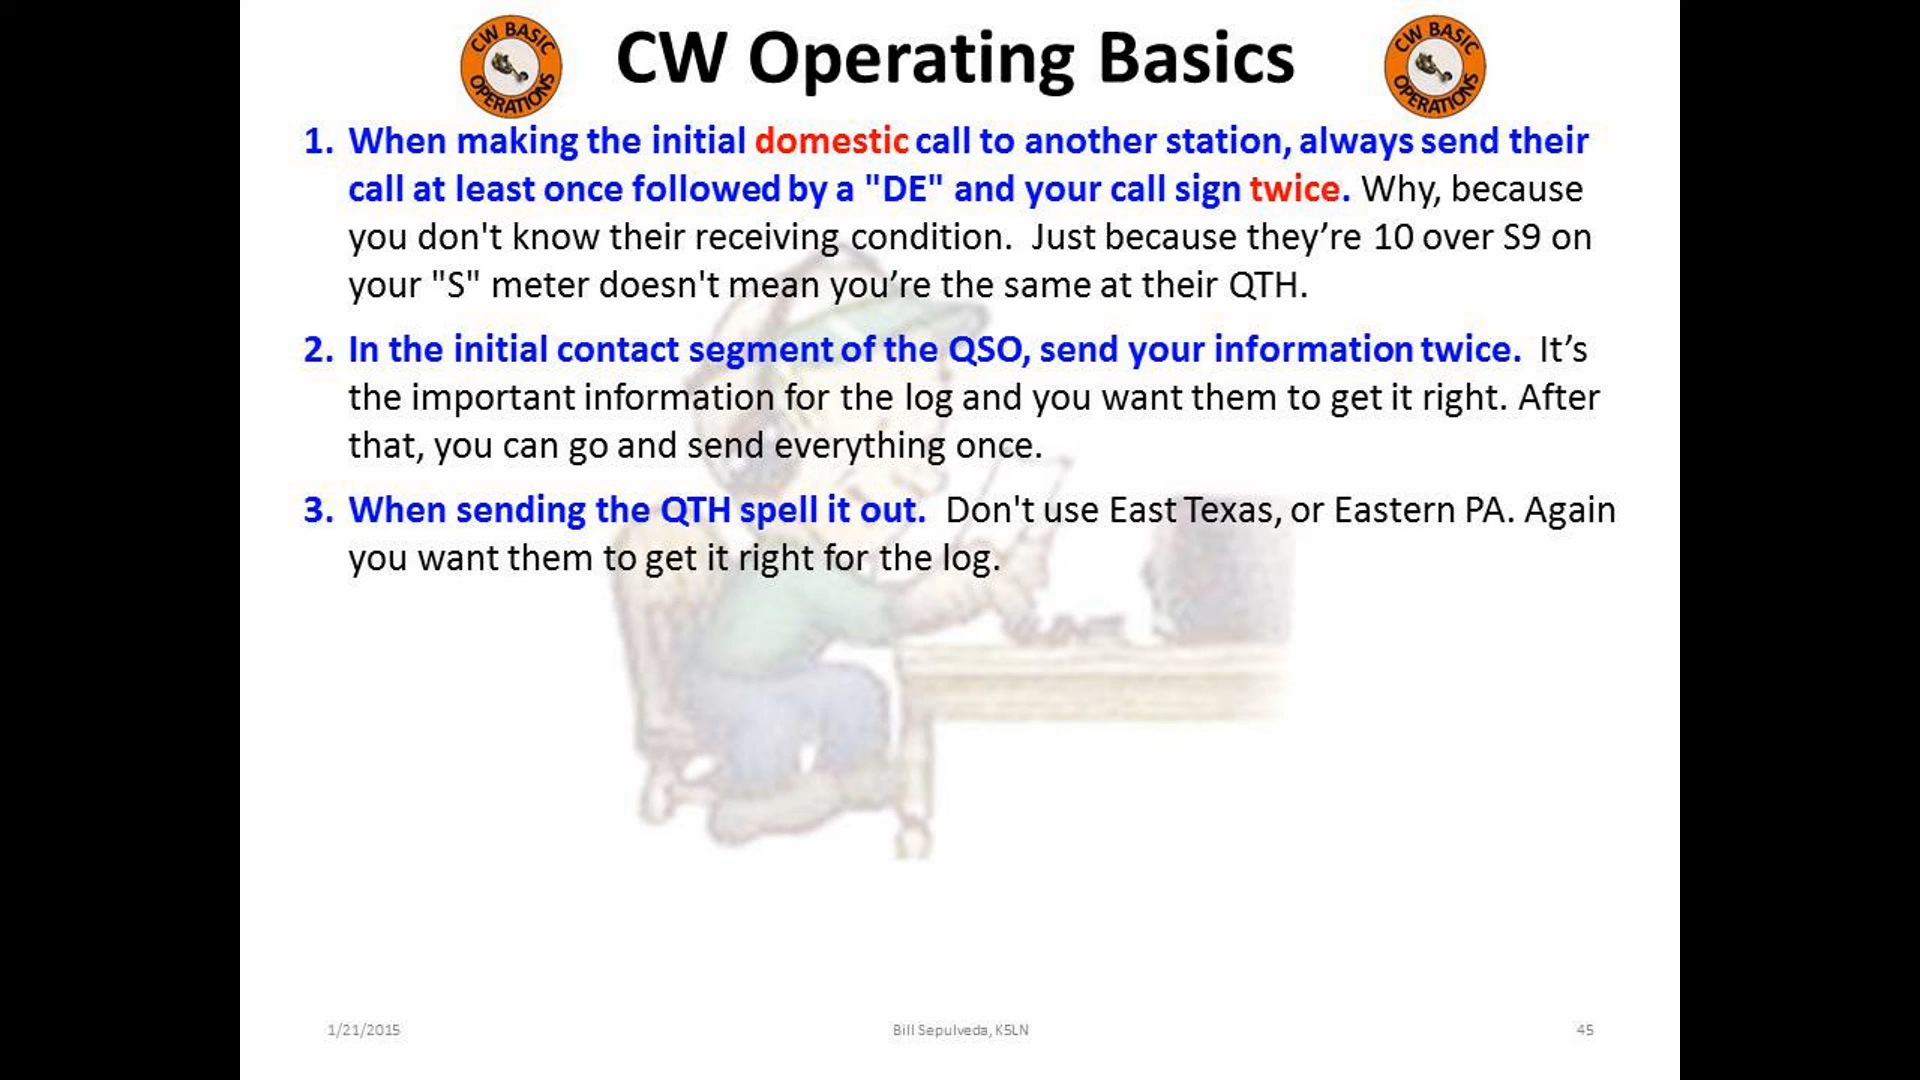 CW BASIC OPERATIONS
CW Operating Basics
CW BASIC OPERATIONS
1. When making the initial domestic call to another station, always send their
call at least once followed by a "DE" and your call sign twice. Why, because
you don't know their receiving condition.  Just because they’re 10 over S9 on
your "S" meter doesn't mean you’re the same at their QTH.
2. In the initial contact segment of the QSO, send your information twice.  It’s
the important information for the log and you want them to get it right. After
that, you can go and send everything once.
3. When sending the QTH spell it out.  Don't use East Texas, or Eastern PA. Again
you want them to get it right for the log.
1/21/2015
Bill Sepulveda, K5LN
45